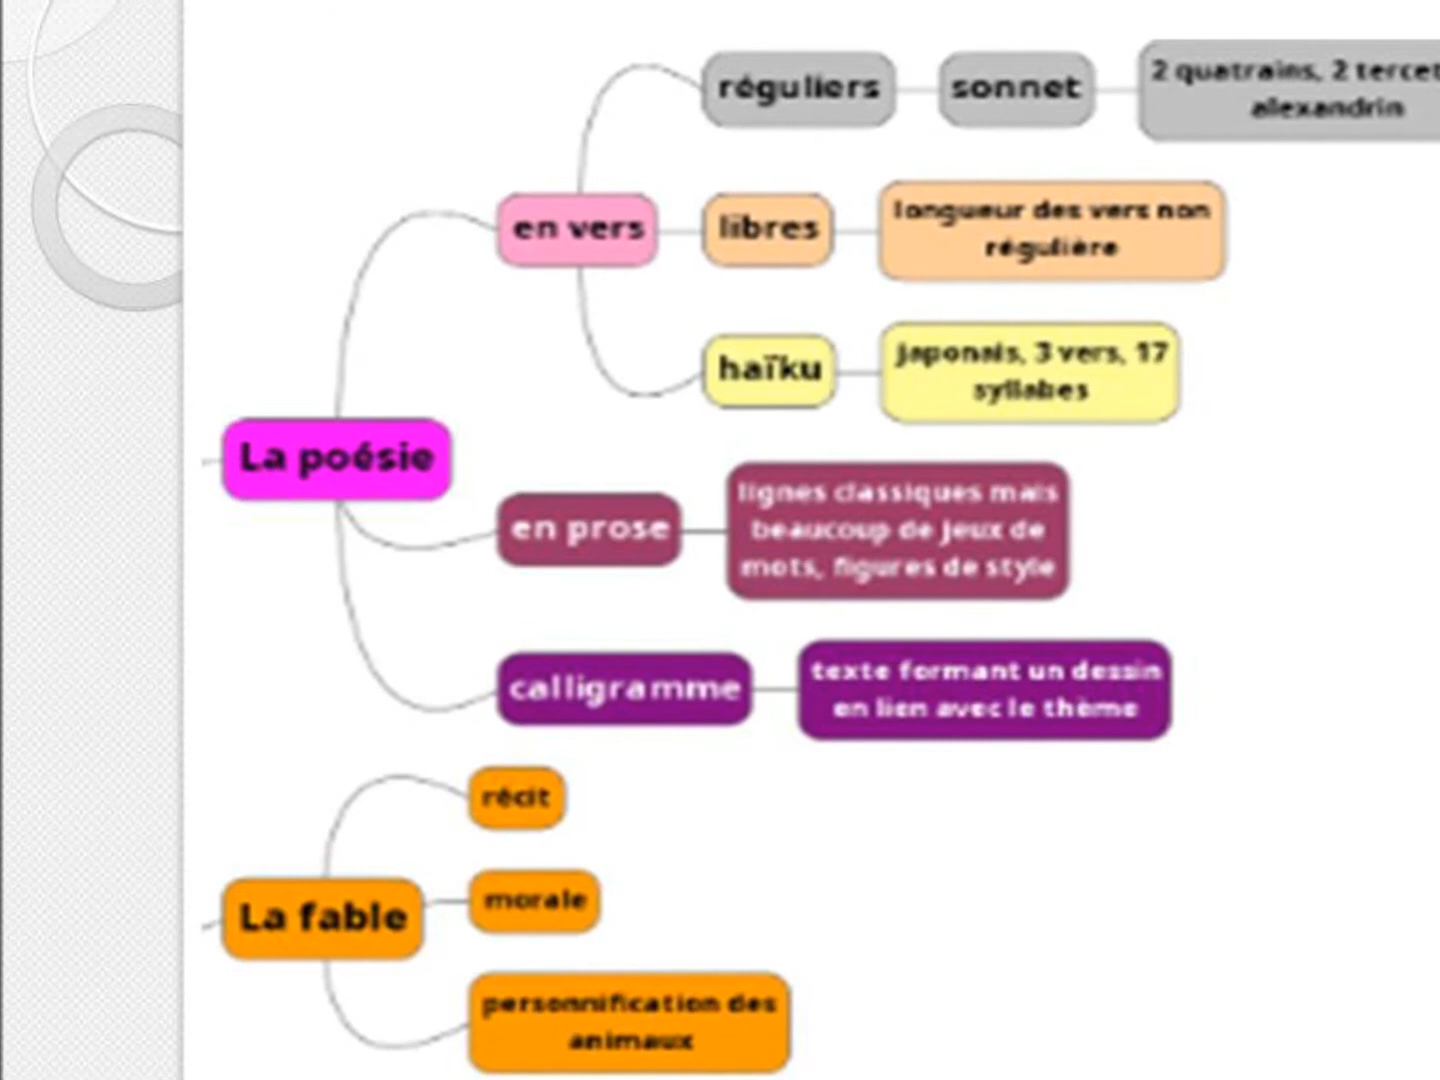 réguliers
sonnet
2 quatrains, 2 tercet
alexandrin
en vers
libres
longueur des vers non
régulière
haïku
japonais, 3 vers, 17
syllabes
La poésie
en prose
lignes classiques mais
beaucoup de jeux de
mots, figures de style
calligramme
texte formant un dessin
en lien avec le thème
récit
La fable
morale
personnification des
animaux